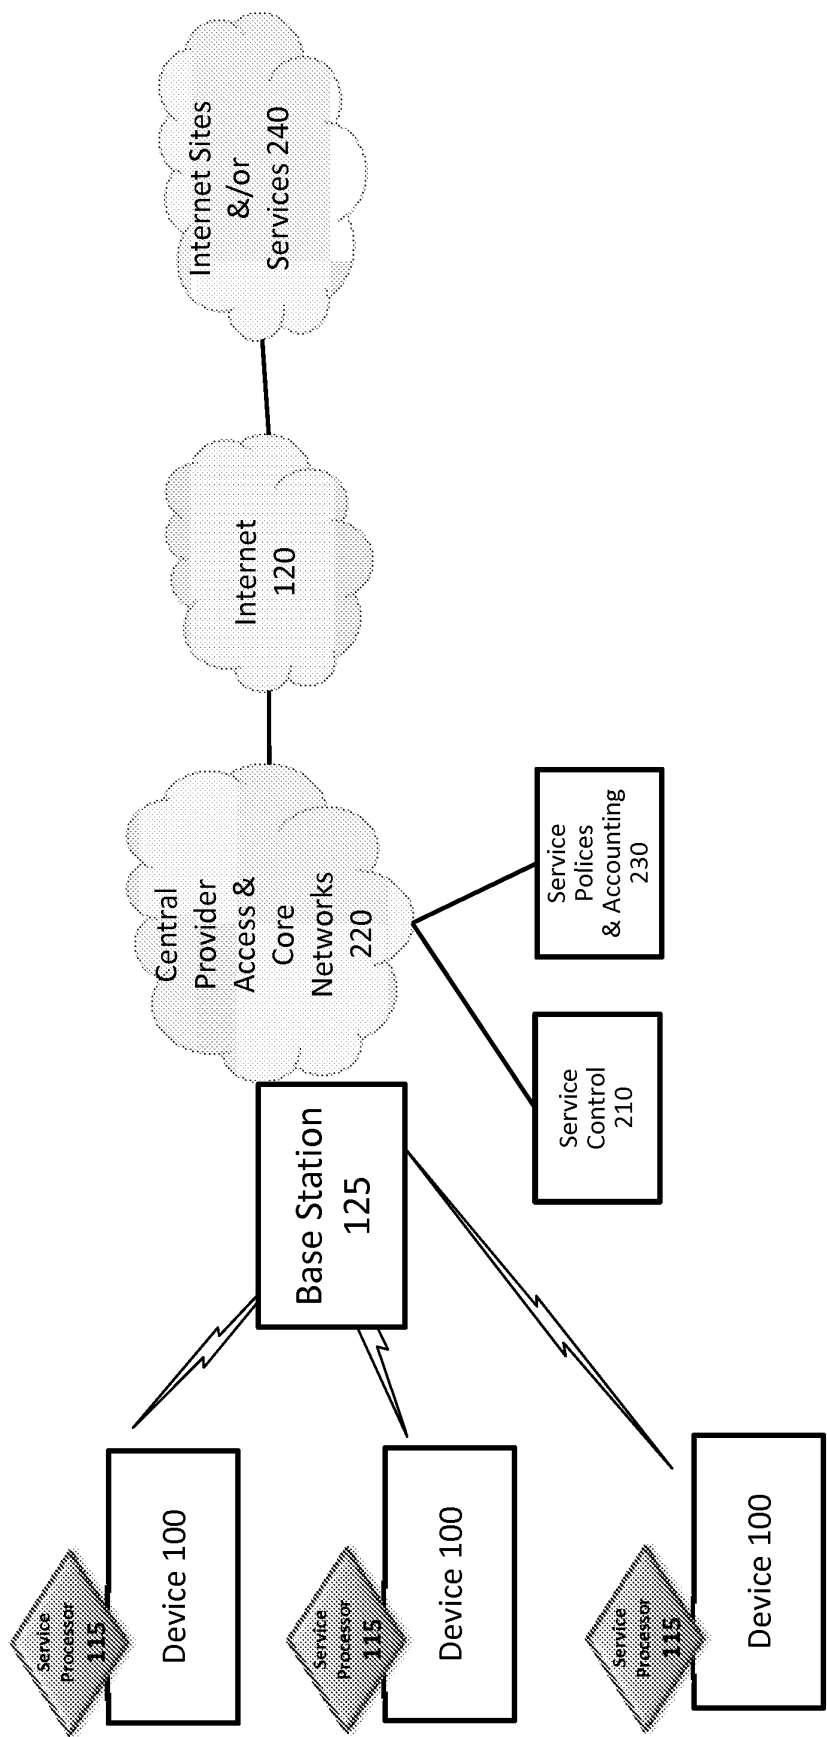 Service
Processor
115
Device 100
Service
Processor
115
Device 100
Service
Processor
115
Device 100
Base Station
125
Central
Provider
Access &
Core
Networks
220
Service
Control
210
Service
Polices
& Accounting
230
Internet
120
Internet Sites
&/or
Services 240